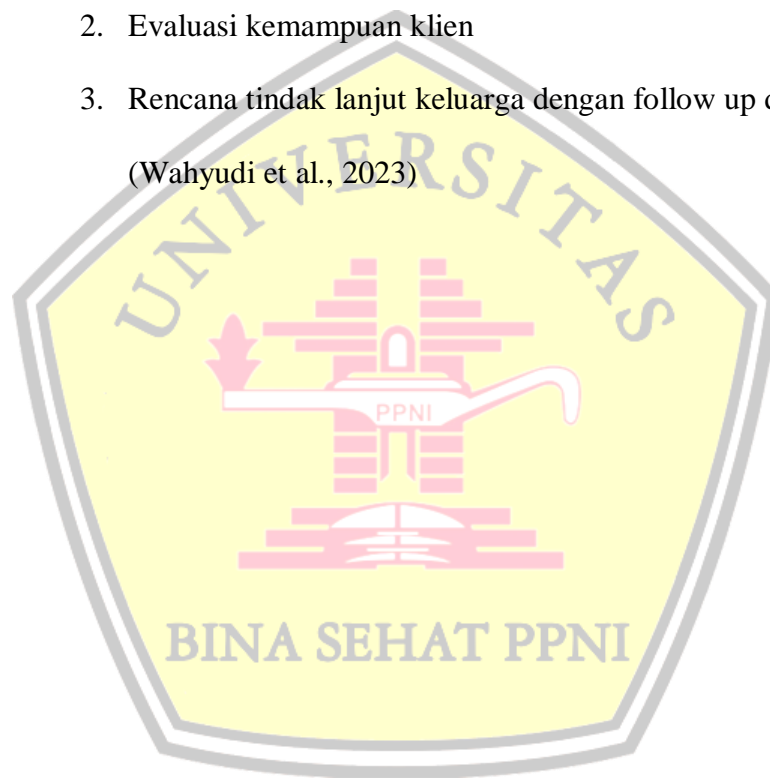 2. Evaluasi kemampuan klien
3. Rencana tindak lanjut keluarga dengan follow up
(Wahyudi et al., 2023)
UNIVERSITAS
PPNI
BINA SEHAT PPNI